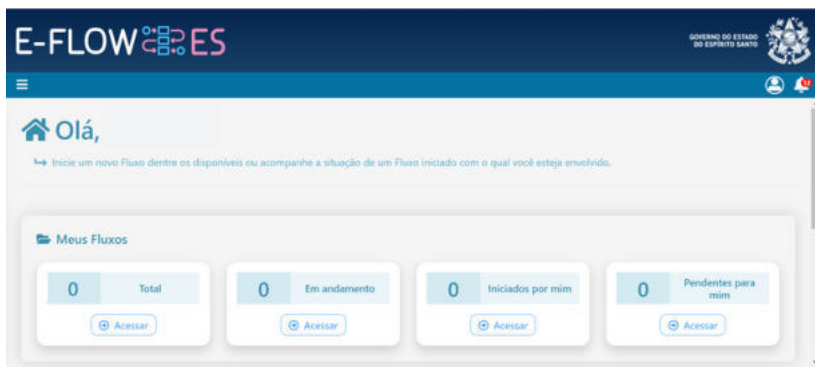 E-FLOW ES
GOVERNO DO ESTADO
DO ESPÍRITO SANTO
12
Olá,
Inicie um novo Fluxo dentre os disponíveis ou acompanhe a situação de um Fluxo iniciado com o qual você esteja envolvido.
Meus Fluxos
0 Total
Acessar
0 Em andamento
Acessar
0 Iniciados por mim
Acessar
0 Pendentes para
mim
Acessar